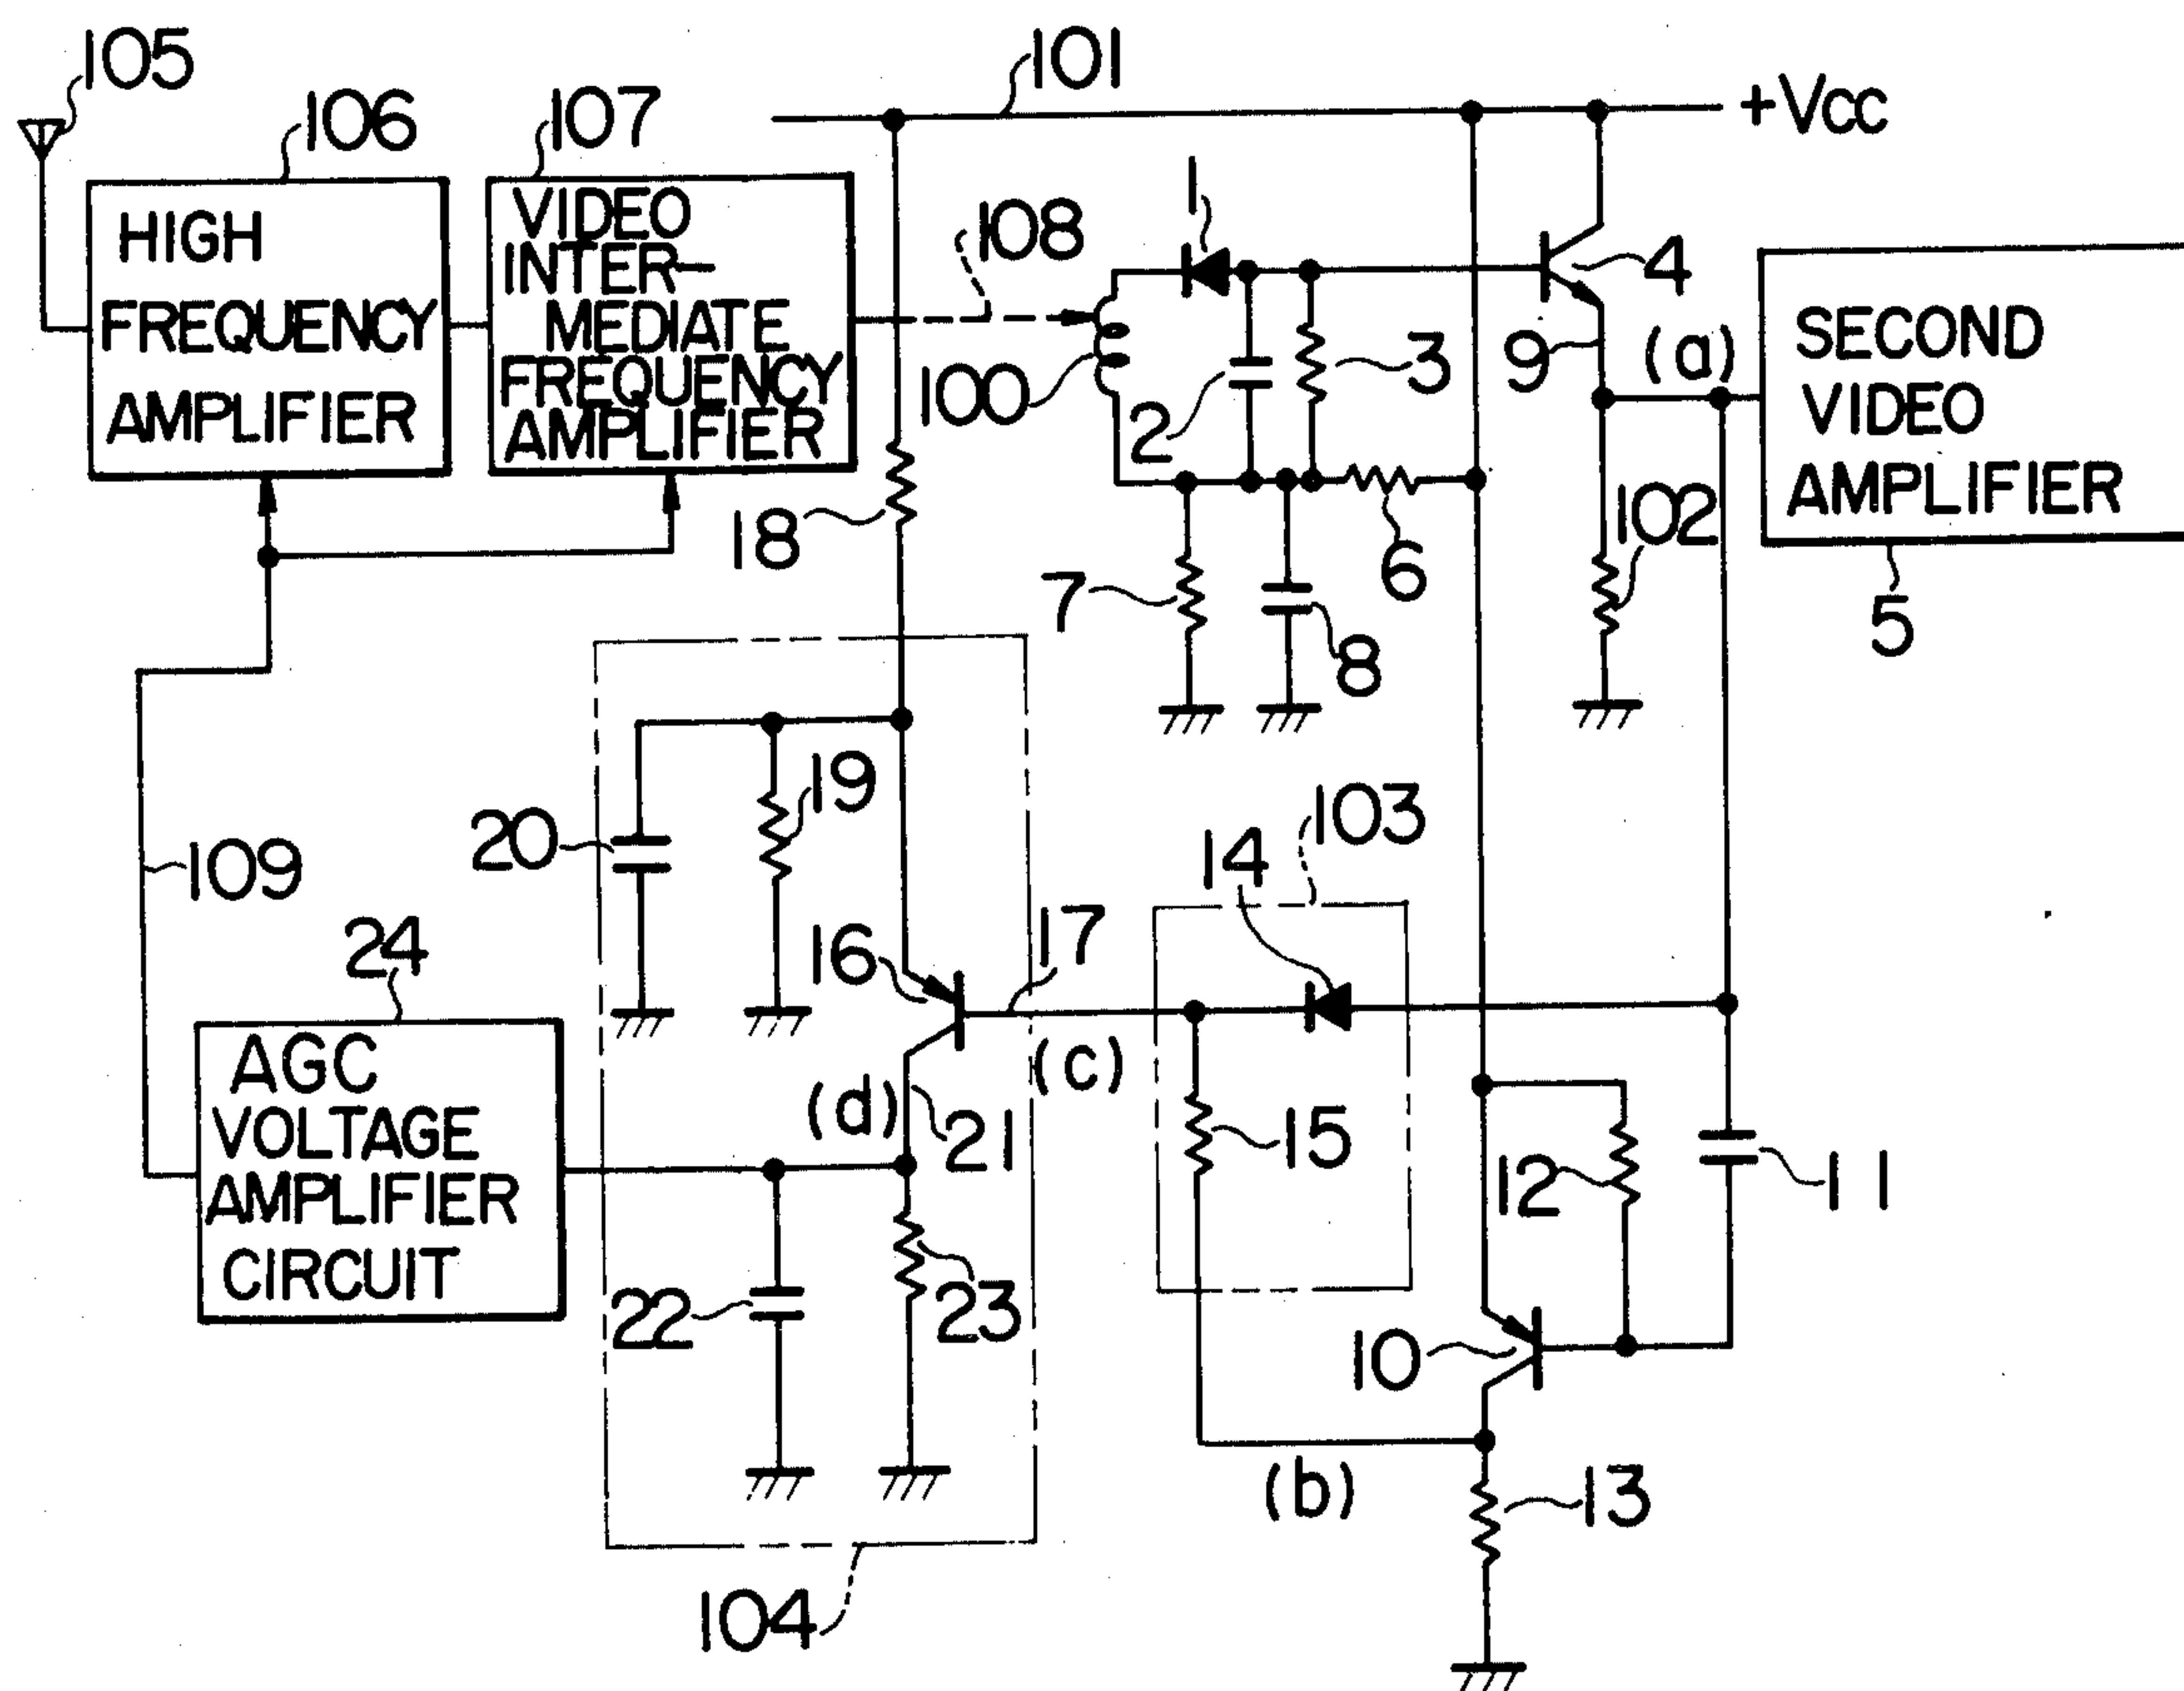 105
106
107
101
+Vcc
HIGH
FREQUENCY
AMPLIFIER
VIDEO
INTER-
MEDIATE
FREQUENCY
AMPLIFIER
108
1
4
100
2
3
9
(a)
SECOND
VIDEO
AMPLIFIER
18
7
8
6
102
5
20
19
103
14
109
24
16
17
(c)
AGC
VOLTAGE
AMPLIFIER
CIRCUIT
(d)
21
15
12
11
22
23
10
(b)
13
104